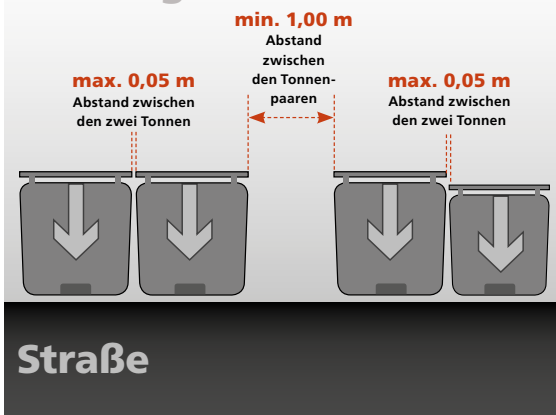 min. 1,00 m
Abstand
zwischen
den Tonnen-
paaren
max. 0,05 m
Abstand zwischen
den zwei Tonnen
max. 0,05 m
Abstand zwischen
den zwei Tonnen
Straße